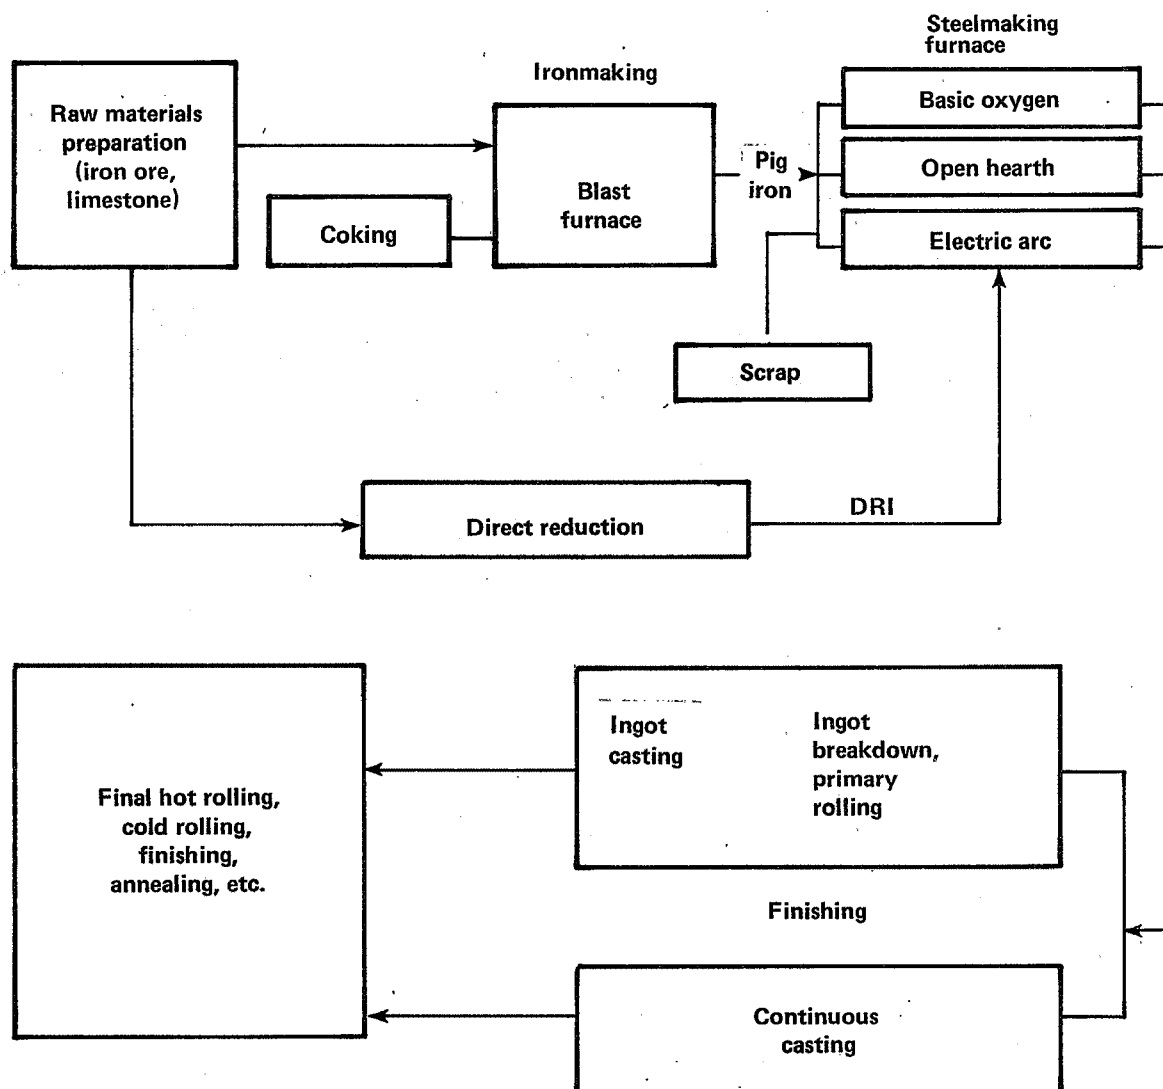 Steelmaking
furnace
Ironmaking
Raw materials
preparation
(iron ore,
limestone)
Coking
Blast
furnace
Pig
iron
Basic oxygen
Open hearth
Electric arc
Scrap
Direct reduction
DRI
Ingot
casting
Ingot
breakdown,
primary
rolling
Final hot rolling,
cold rolling,
finishing,
annealing, etc.
Finishing
Continuous
casting